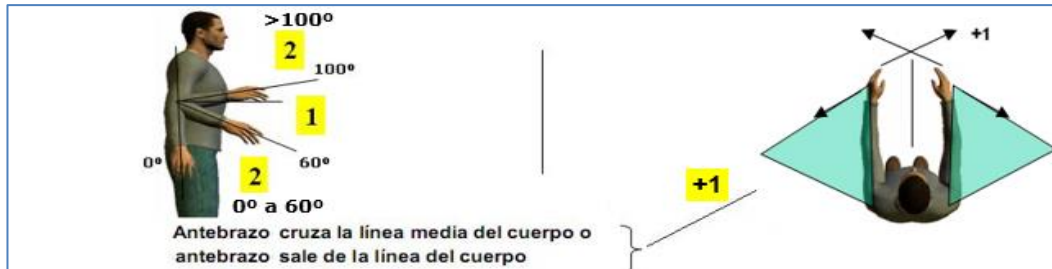 >100º
2
100º
1
0º
60º
2
0º a 60º
+1
+1
Antebrazo cruza la línea media del cuerpo o
antebrazo sale de la línea del cuerpo